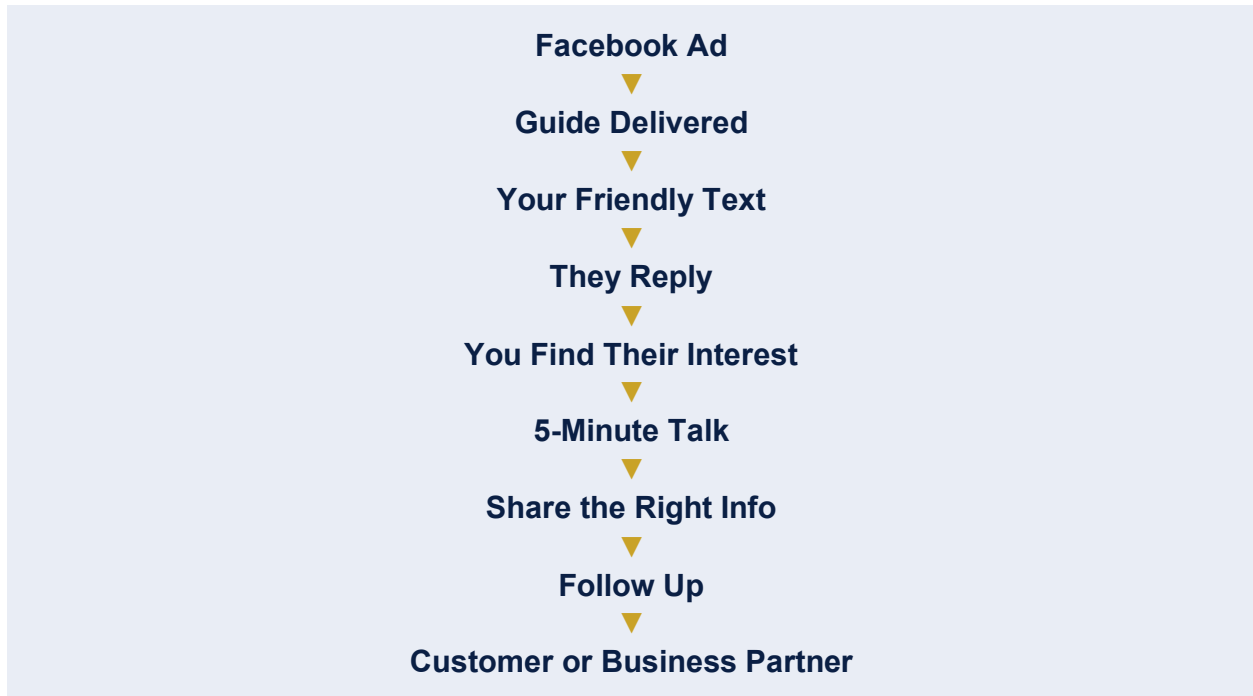 Facebook Ad
Guide Delivered
Your Friendly Text
They Reply
You Find Their Interest
5-Minute Talk
Share the Right Info
Follow Up
Customer or Business Partner